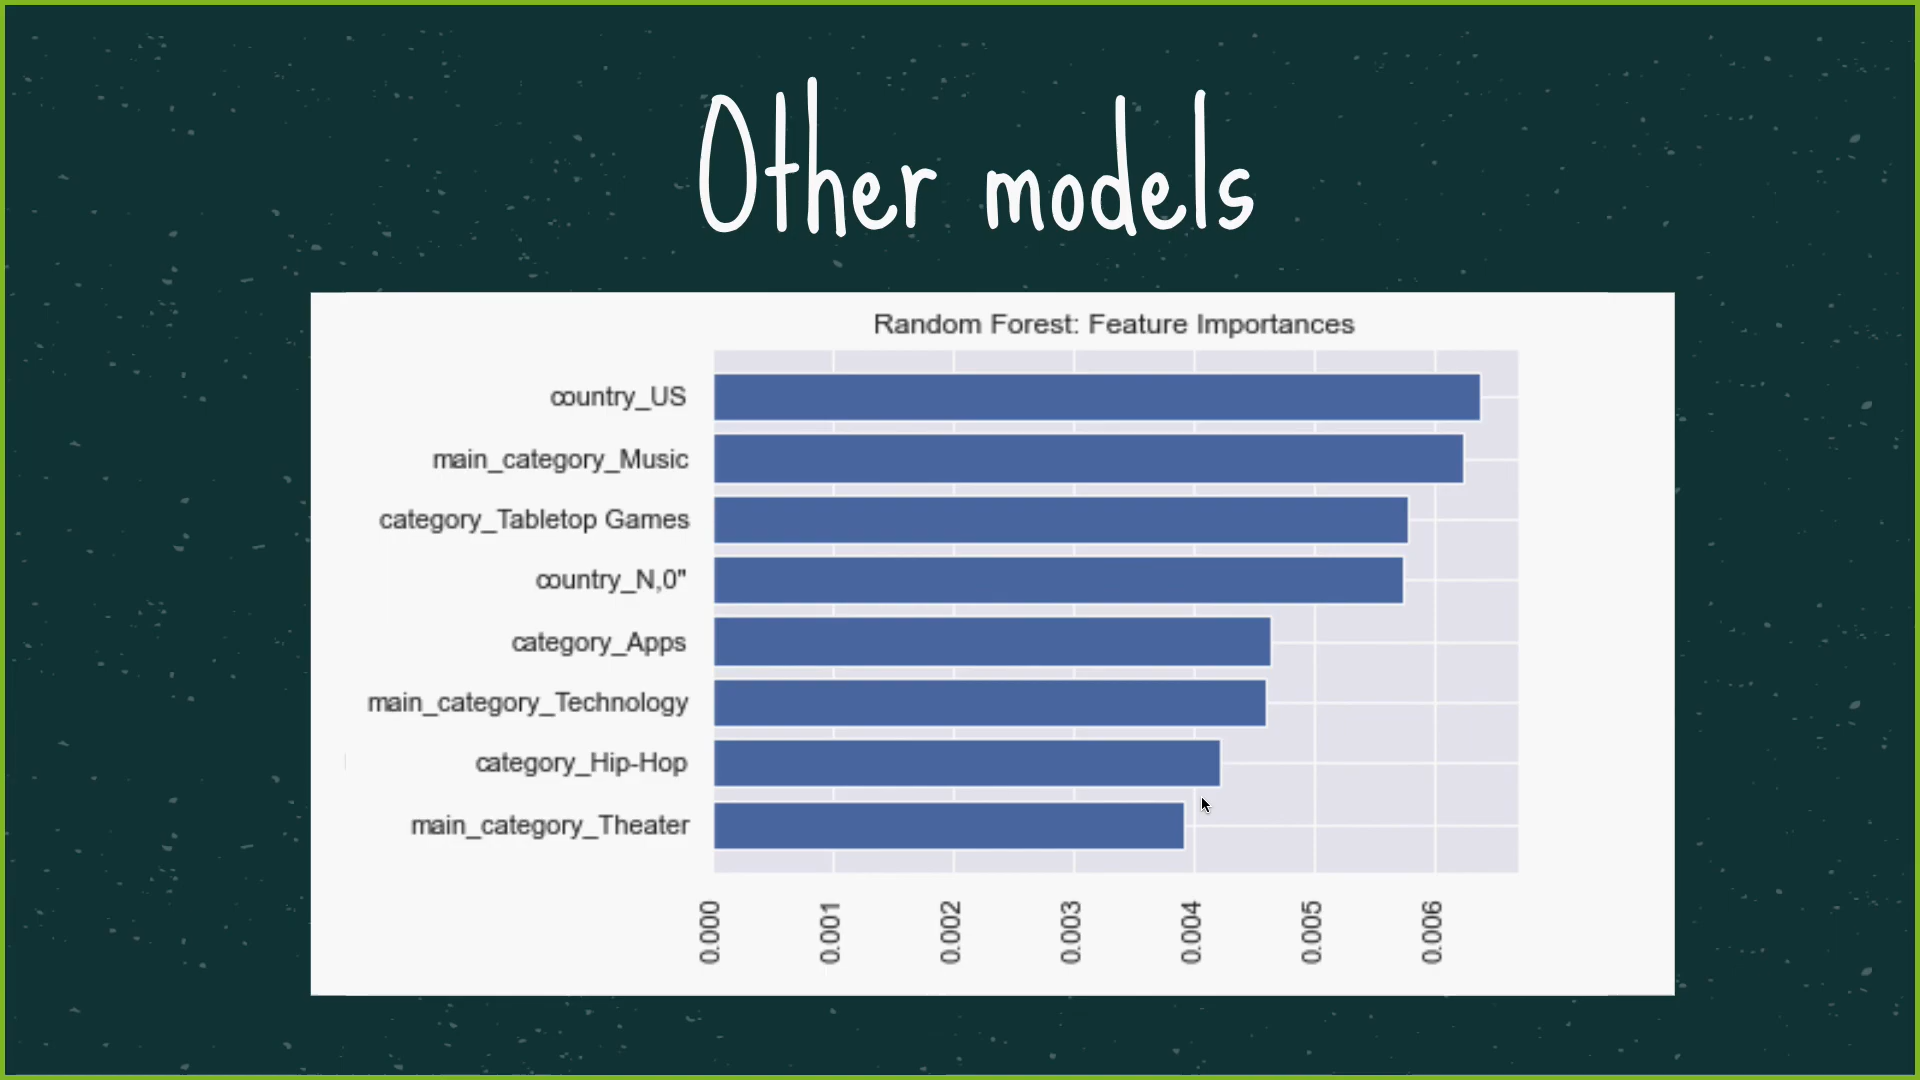 Other models
Random Forest: Feature Importances
country_US
main_category_Music
category_Tabletop Games
country_N,0"
category_Apps
main_category_Technology
category_Hip-Hop
main_category_Theater
0.000
0.001
0.002
0.003
0.004
0.005
0.006